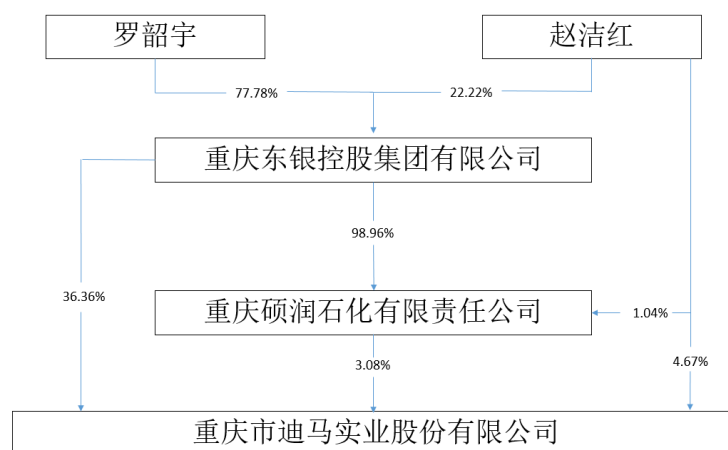 罗韶宇
赵洁红
77.78%
22.22%
重庆东银控股集团有限公司
98.96%
36.36%
重庆硕润石化有限责任公司
1.04%
3.08%
4.67%
重庆市迪马实业股份有限公司